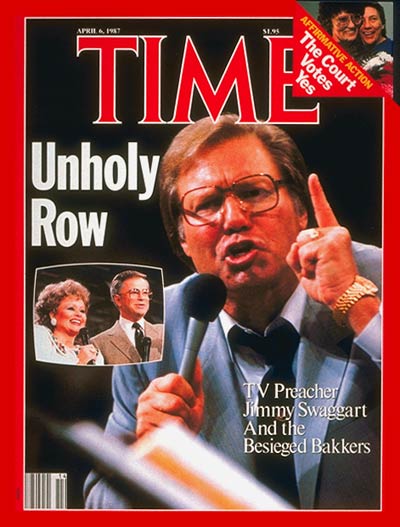 APRIL 6, 1987
$1.95
AFFIRMATIVE ACTION
The Court
Votes
Yes
TIME
Unholy
Row
TV Preacher
Jimmy Swaggart
And the
Besieged Bakkers
14